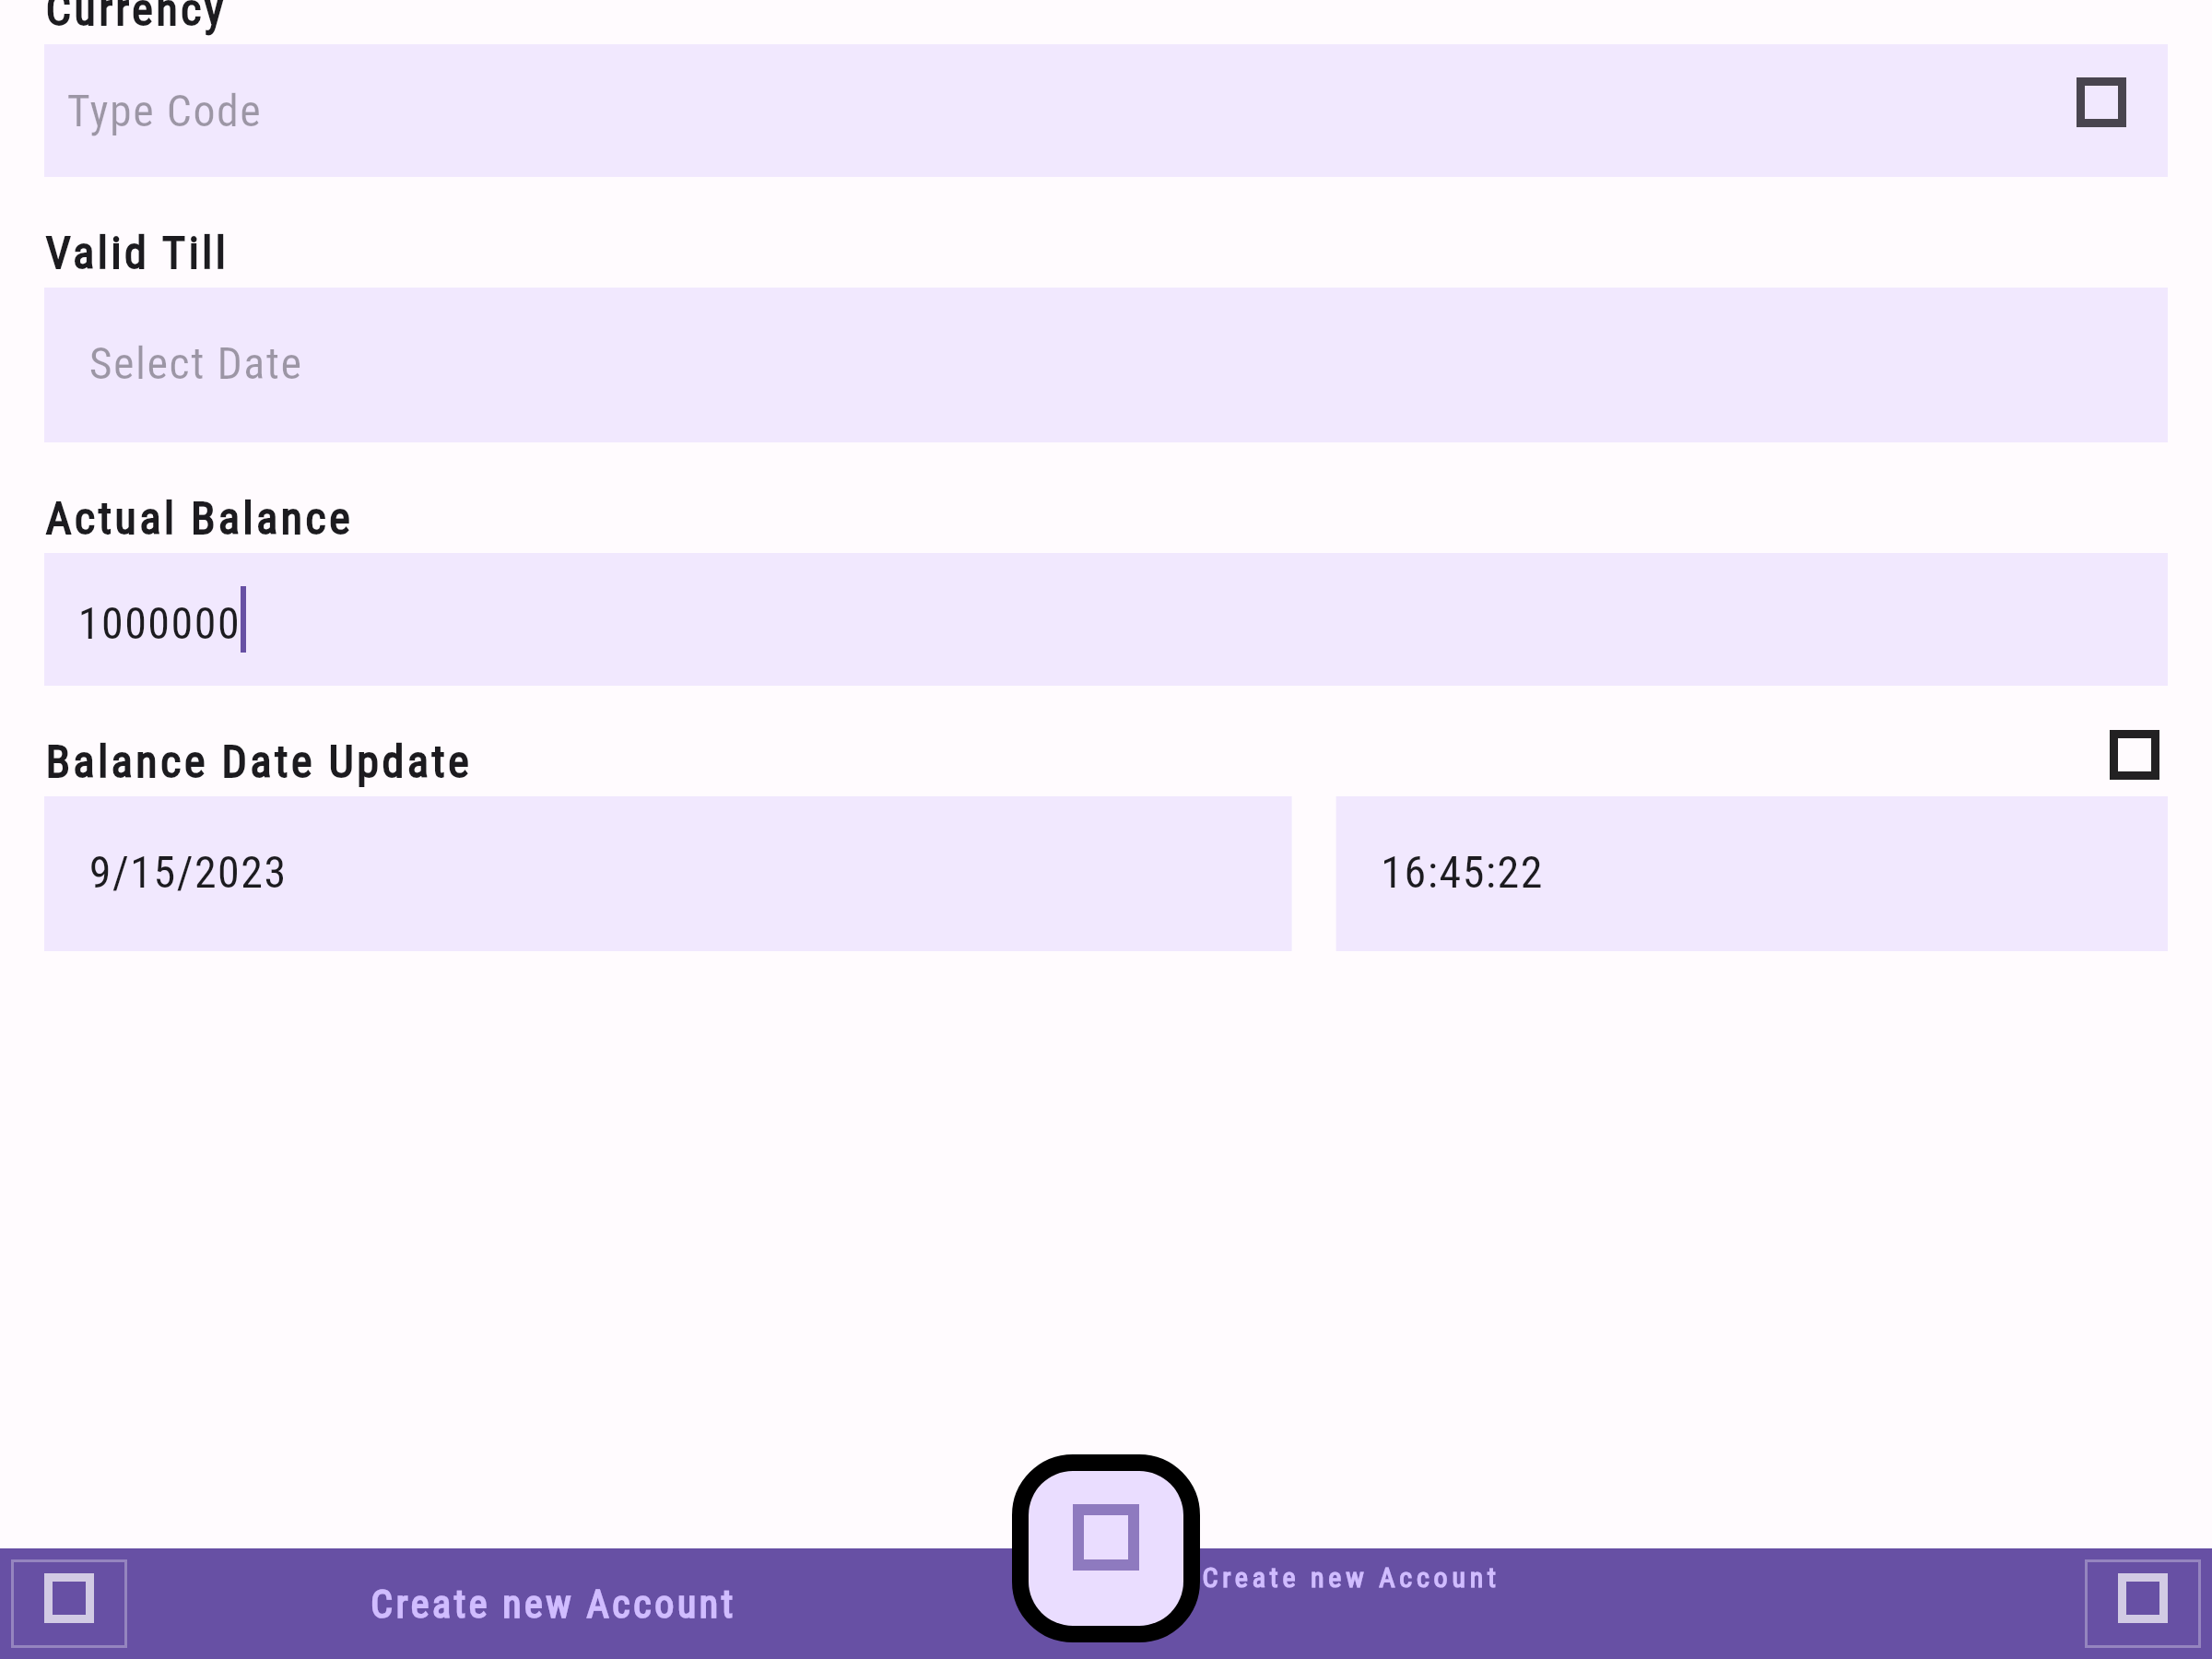 Currency
Type Code
Valid Till
Select Date
Actual Balance
1000000
Balance Date Update
9/15/2023
16:45:22
Create new Account
Create new Account